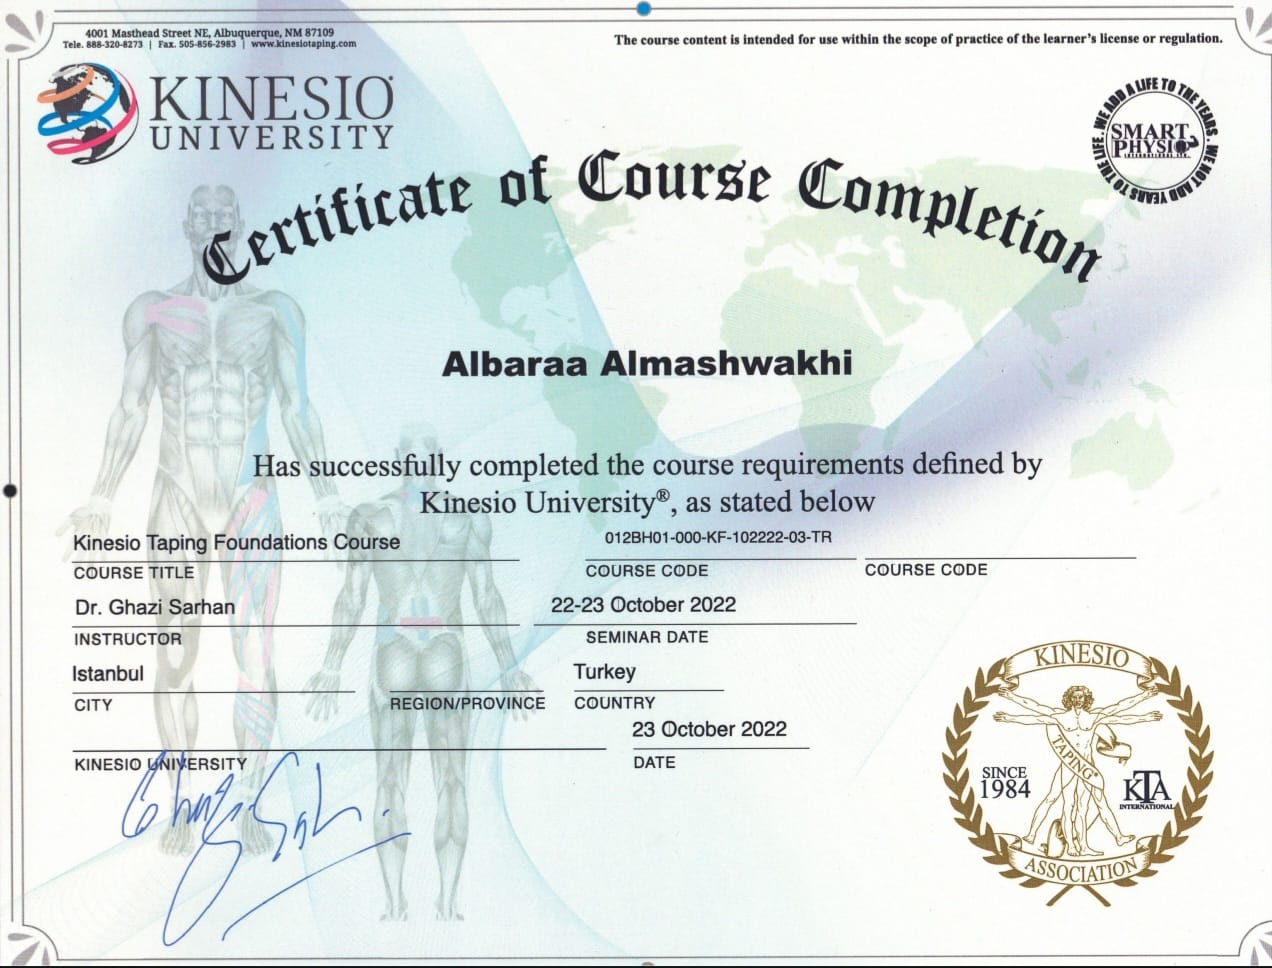 4001 Masthead Street NE, Albuquerque, NM 87109
Tele. 888-320-8273 | Fax. 505-856-2983 | www.kinesiotaping.com
The course content is intended for use within the scope of practice of the learner's license or regulation.
KINESIO
UNIVERSITY
WE ADD A LIFE TO THE YEARS. WE NOT ADD YEARS TO THE LIFE.
SMART
PHYSIO
INTERNATIONAL LTD.
Certificate of Course Completion
Albaraa Almashwakhi
Has successfully completed the course requirements defined by
Kinesio University®, as stated below
Kinesio Taping Foundations Course
012BH01-000-KF-102222-03-TR
COURSE TITLE
COURSE CODE
COURSE CODE
Dr. Ghazi Sarhan
22-23 October 2022
INSTRUCTOR
SEMINAR DATE
Istanbul
Turkey
CITY
REGION/PROVINCE
COUNTRY
23 October 2022
KINESIO UNIVERSITY
DATE
KINESIO
TAPING®
SINCE
1984
KTA
INTERNATIONAL
ASSOCIATION